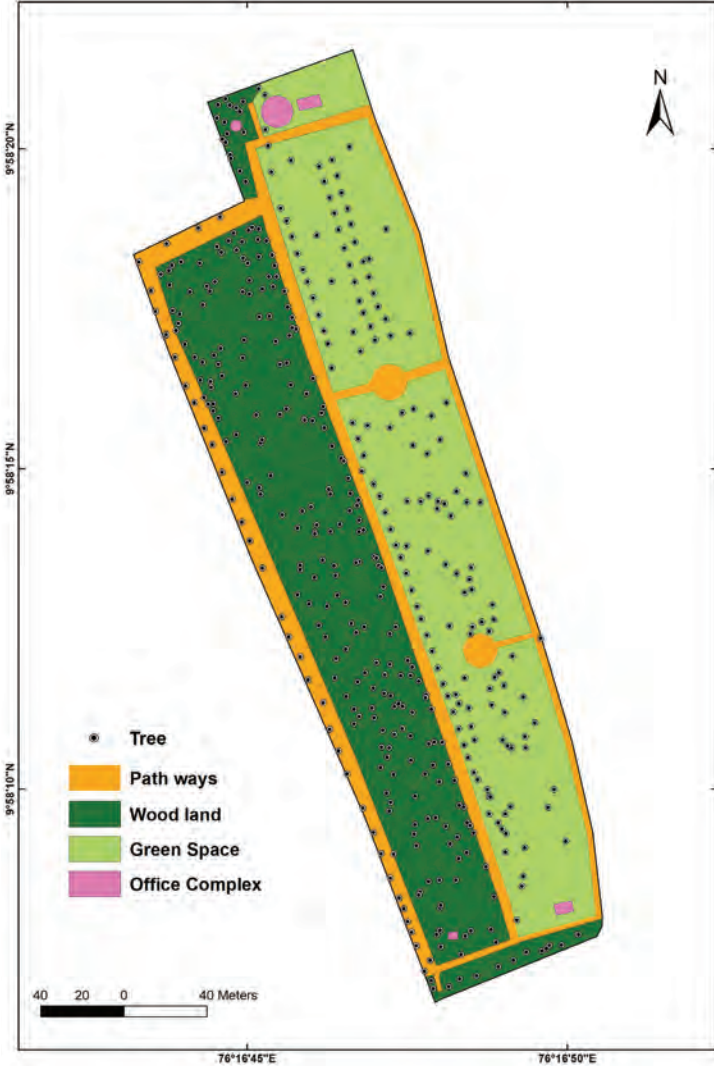 N
9°58'20"N
9°58'15"N
9°58'10"N
Tree
Path ways
Wood land
Green Space
Office Complex
40 20 0 40 Meters
76°16'45"E 76°16'50"E